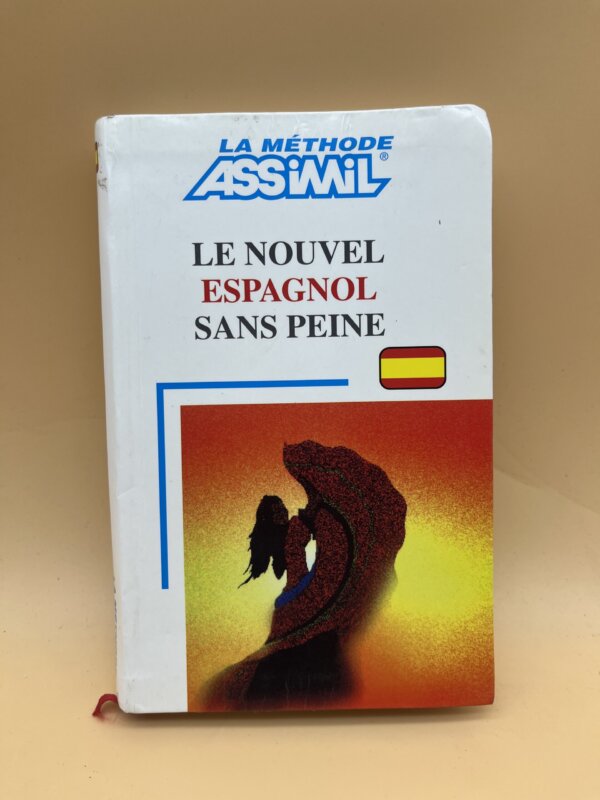 LA MÉTHODE
ASSiMiL®
LE NOUVEL
ESPAGNOL
SANS PEINE